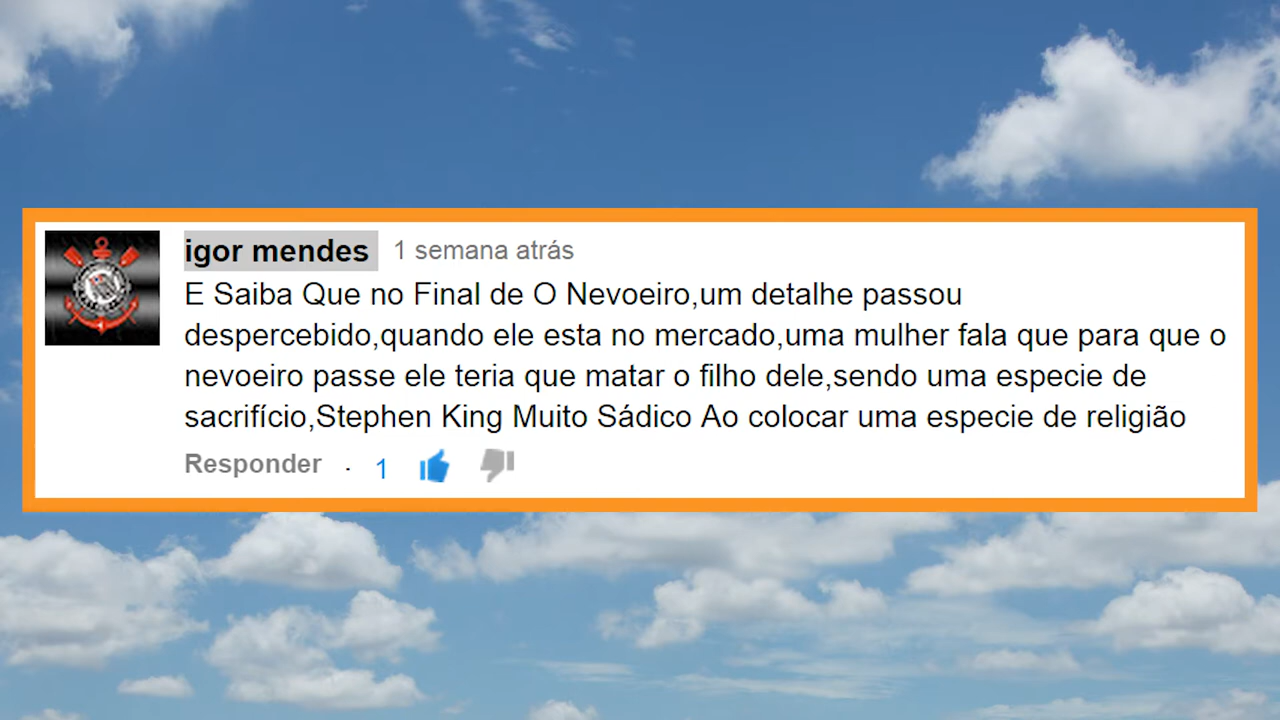 igor mendes 1 semana atrás
E Saiba Que no Final de O Nevoeiro,um detalhe passou
despercebido,quando ele esta no mercado,uma mulher fala que para que o
nevoeiro passe ele teria que matar o filho dele,sendo uma especie de
sacrifício,Stephen King Muito Sádico Ao colocar uma especie de religião
Responder · 1